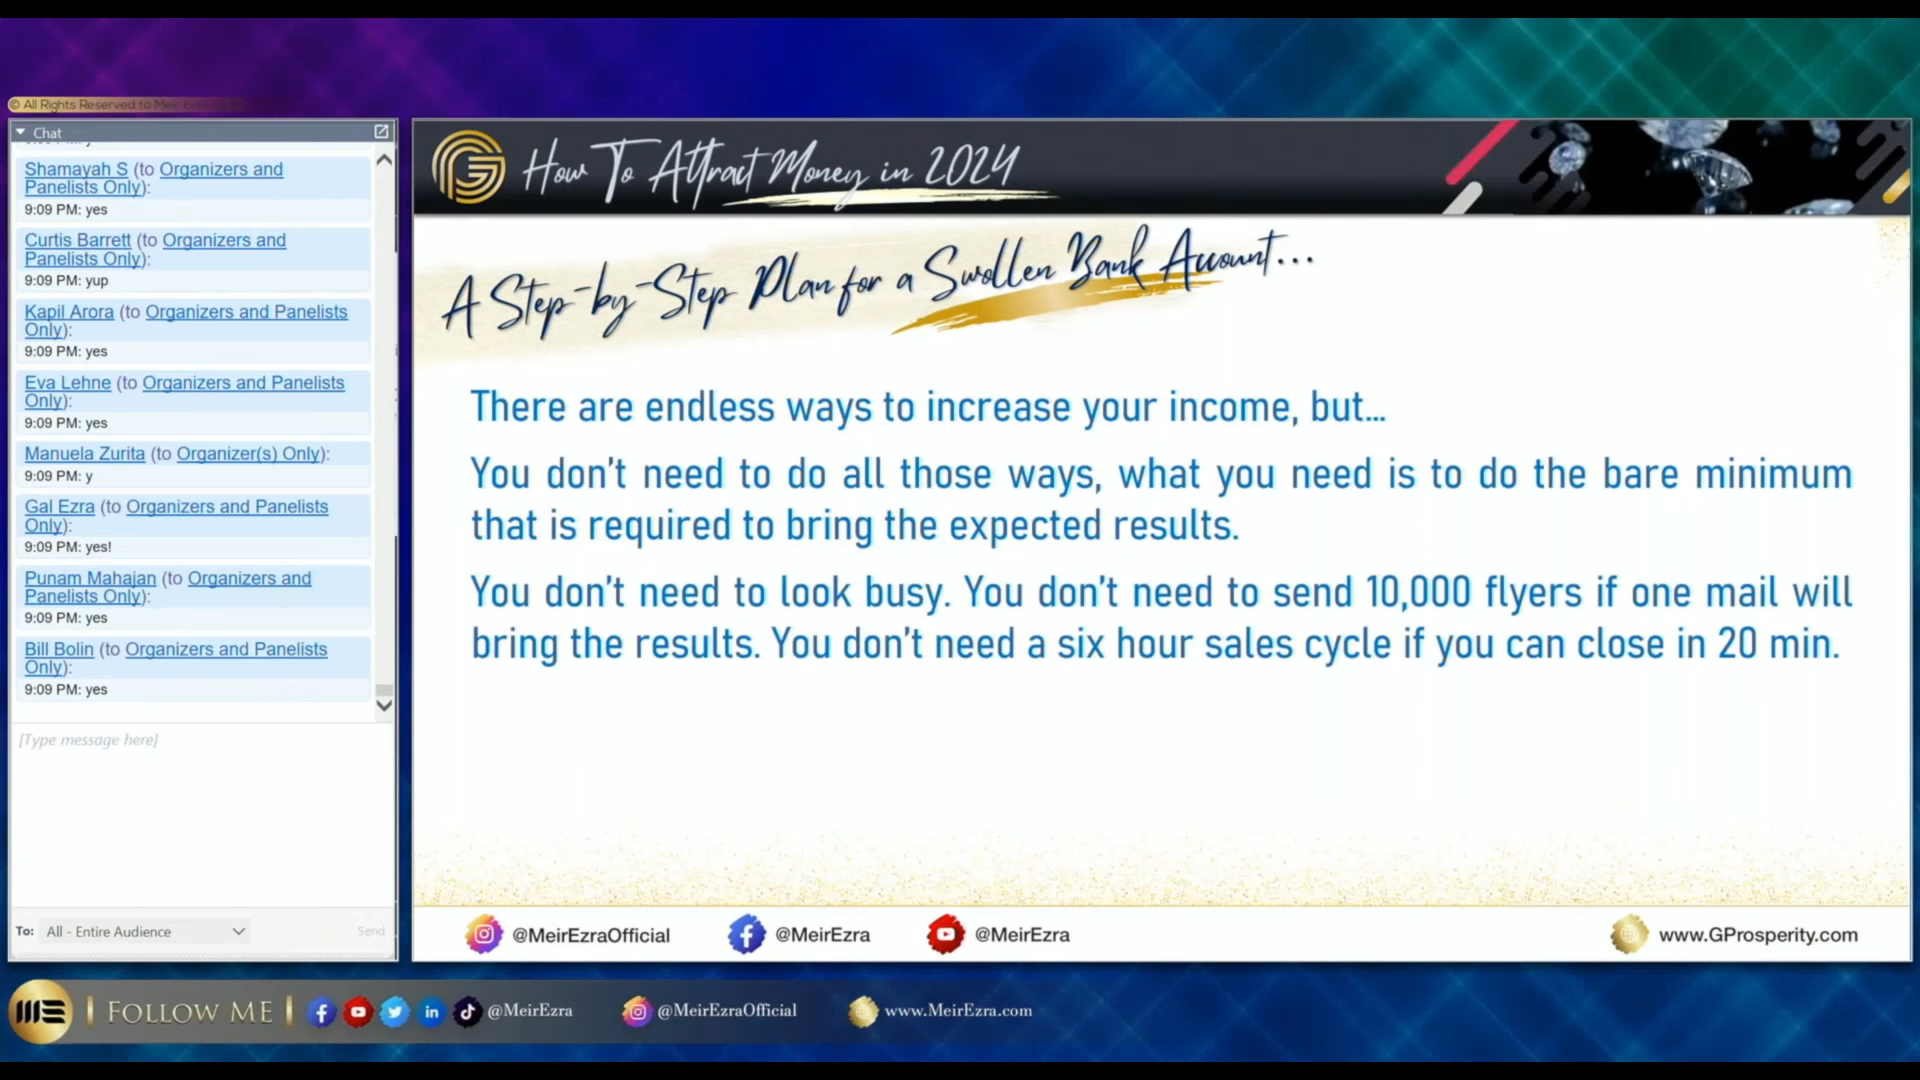 © All Rights Reserved to Meir Ezra
Chat
Shamayah S (to Organizers and
Panelists Only):
9:09 PM: yes
Curtis Barrett (to Organizers and
Panelists Only):
9:09 PM: yup
Kapil Arora (to Organizers and Panelists
Only):
9:09 PM: yes
Eva Lehne (to Organizers and Panelists
Only):
9:09 PM: yes
Manuela Zurita (to Organizer(s) Only):
9:09 PM: y
Gal Ezra (to Organizers and Panelists
Only):
9:09 PM: yes!
Punam Mahajan (to Organizers and
Panelists Only):
9:09 PM: yes
Bill Bolin (to Organizers and Panelists
Only):
9:09 PM: yes
[Type message here]
To: All - Entire Audience
Send
How To Attract Money in 2024
A Step-by-Step Plan for a Swollen Bank Account...
There are endless ways to increase your income, but...
You don't need to do all those ways, what you need is to do the bare minimum
that is required to bring the expected results.
You don't need to look busy. You don't need to send 10,000 flyers if one mail will
bring the results. You don't need a six hour sales cycle if you can close in 20 min.
@MeirEzraOfficial @MeirEzra @MeirEzra www.GProsperity.com
ME | FOLLOW ME | @MeirEzra @MeirEzraOfficial www.MeirEzra.com